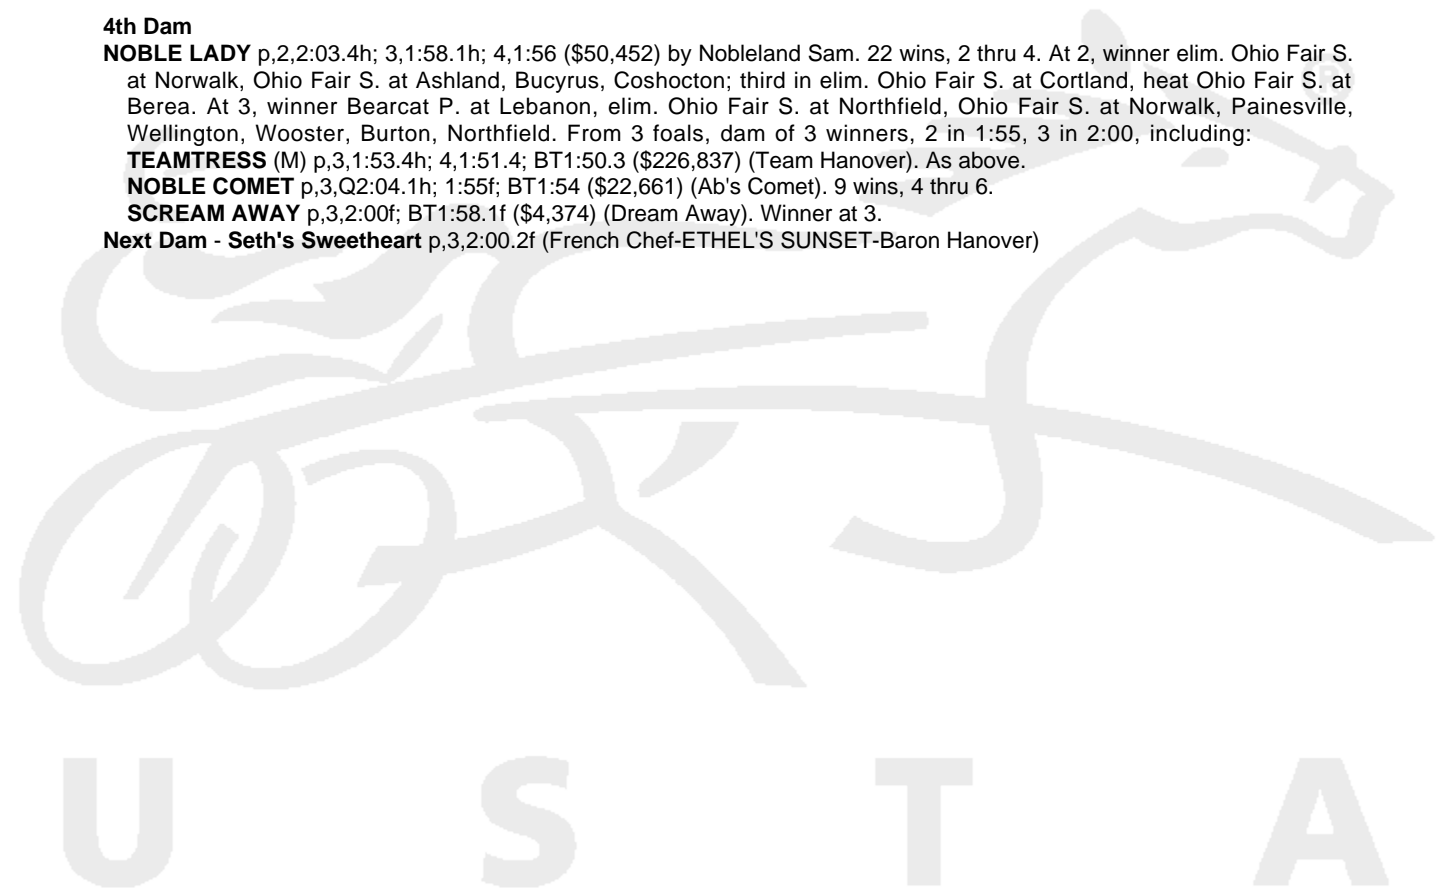 4th Dam
NOBLE LADY p,2,2:03.4h; 3,1:58.1h; 4,1:56 ($50,452) by Nobleland Sam. 22 wins, 2 thru 4. At 2, winner elim. Ohio Fair S.
at Norwalk, Ohio Fair S. at Ashland, Bucyrus, Coshocton; third in elim. Ohio Fair S. at Cortland, heat Ohio Fair S. at
Berea. At 3, winner Bearcat P. at Lebanon, elim. Ohio Fair S. at Northfield, Ohio Fair S. at Norwalk, Painesville,
Wellington, Wooster, Burton, Northfield. From 3 foals, dam of 3 winners, 2 in 1:55, 3 in 2:00, including:
TEAMTRESS (M) p,3,1:53.4h; 4,1:51.4; BT1:50.3 ($226,837) (Team Hanover). As above.
NOBLE COMET p,3,Q2:04.1h; 1:55f; BT1:54 ($22,661) (Ab's Comet). 9 wins, 4 thru 6.
SCREAM AWAY p,3,2:00f; BT1:58.1f ($4,374) (Dream Away). Winner at 3.
Next Dam - Seth's Sweetheart p,3,2:00.2f (French Chef-ETHEL'S SUNSET-Baron Hanover)
®
U S T A